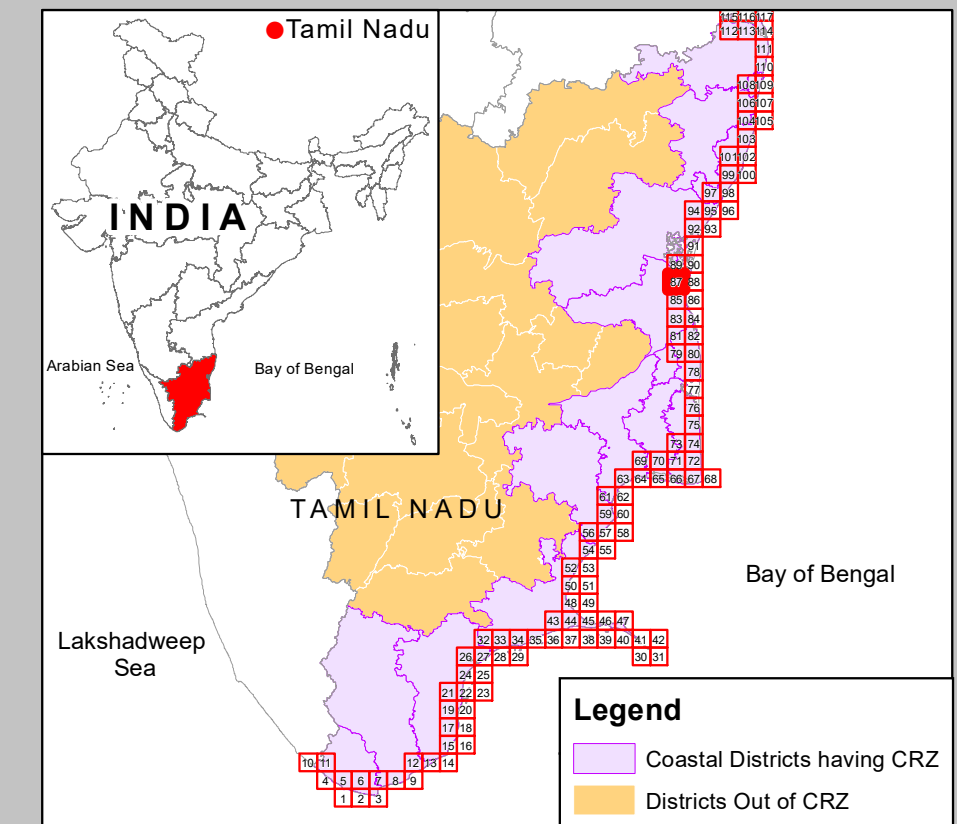 Tamil Nadu
INDIA
Arabian Sea
Bay of Bengal
115 116 117
112 113 114
111
110
108 109
106 107
104 105
103
101 102
99 100
97 98
94 95 96
92 93
91
89 90
87 88
85 86
83 84
81 82
79 80
78
77
76
75
73 74
69 70 71 72
63 64 65 66 67 68
61 62
59 60
56 57 58
54 55
52 53
50 51
48 49
43 44 45 46 47
32 33 34 35 36 37 38 39 40 41 42
26 27 28 29 30 31
24 25
21 22 23
19 20
17 18
15 16
10 11 12 13 14
4 5 6 7 8 9
1 2 3
TAMIL NADU
Bay of Bengal
Lakshadweep
Sea
Legend
Coastal Districts having CRZ
Districts Out of CRZ